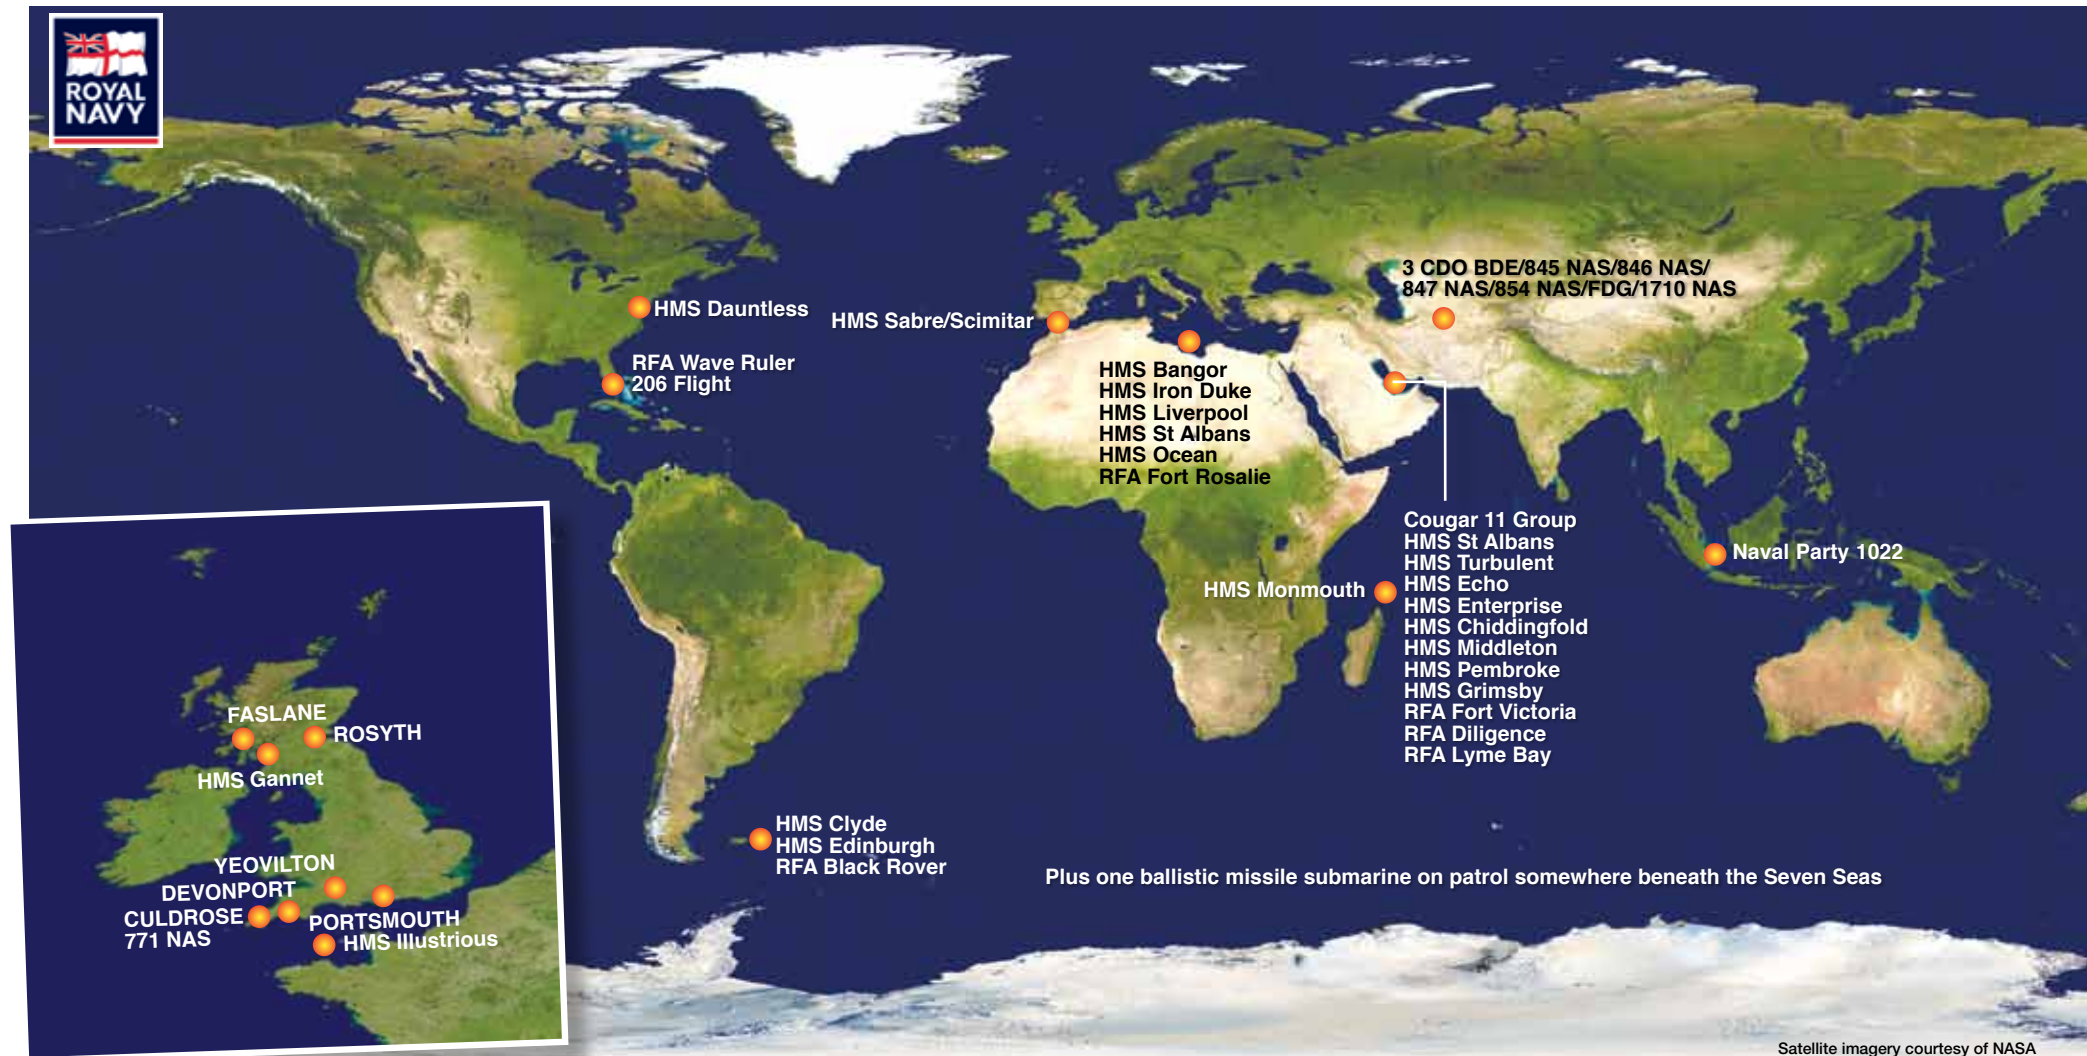 ROYAL
NAVY
HMS Dauntless
RFA Wave Ruler
206 Flight
HMS Sabre/Scimitar
3 CDO BDE/845 NAS/846 NAS/
847 NAS/854 NAS/FDG/1710 NAS
HMS Bangor
HMS Iron Duke
HMS Liverpool
HMS St Albans
HMS Ocean
RFA Fort Rosalie
Cougar 11 Group
HMS St Albans
HMS Turbulent
HMS Echo
HMS Enterprise
HMS Chiddingfold
HMS Middleton
HMS Pembroke
HMS Grimsby
RFA Fort Victoria
RFA Diligence
RFA Lyme Bay
HMS Monmouth
Naval Party 1022
HMS Clyde
HMS Edinburgh
RFA Black Rover
Plus one ballistic missile submarine on patrol somewhere beneath the Seven Seas
FASLANE
ROSYTH
HMS Gannet
YEOVILTON
DEVONPORT
CULDROSE
771 NAS
PORTSMOUTH
HMS Illustrious
Satellite imagery courtesy of NASA